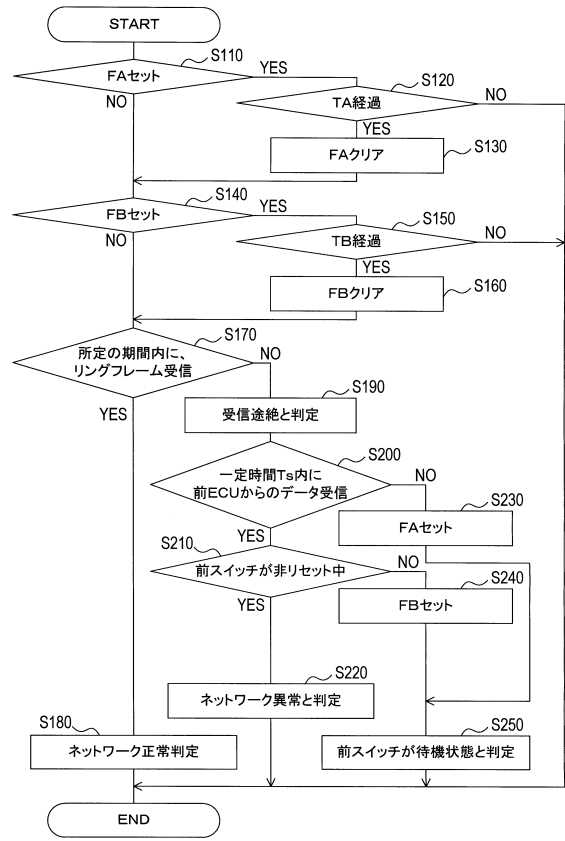 START
S110
FAセット
YES
NO
S120
TA経過
NO
YES
S130
FAクリア
S140
FBセット
YES
NO
S150
TB経過
NO
YES
S160
FBクリア
S170
所定の期間内に、
リングフレーム受信
NO
YES
S190
受信途絶と判定
S200
一定時間Ts内に
前ECUからのデータ受信
NO
YES
S230
FAセット
S210
前スイッチが非リセット中
NO
YES
S240
FBセット
S220
ネットワーク異常と判定
S180
ネットワーク正常判定
S250
前スイッチが待機状態と判定
END